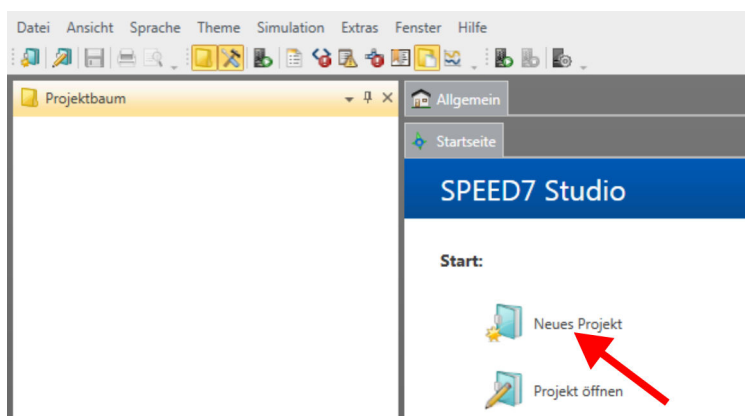 Datei Ansicht Sprache Theme Simulation Extras Fenster Hilfe
Projektbaum
Allgemein
Startseite
SPEED7 Studio
Start:
Neues Projekt
Projekt öffnen